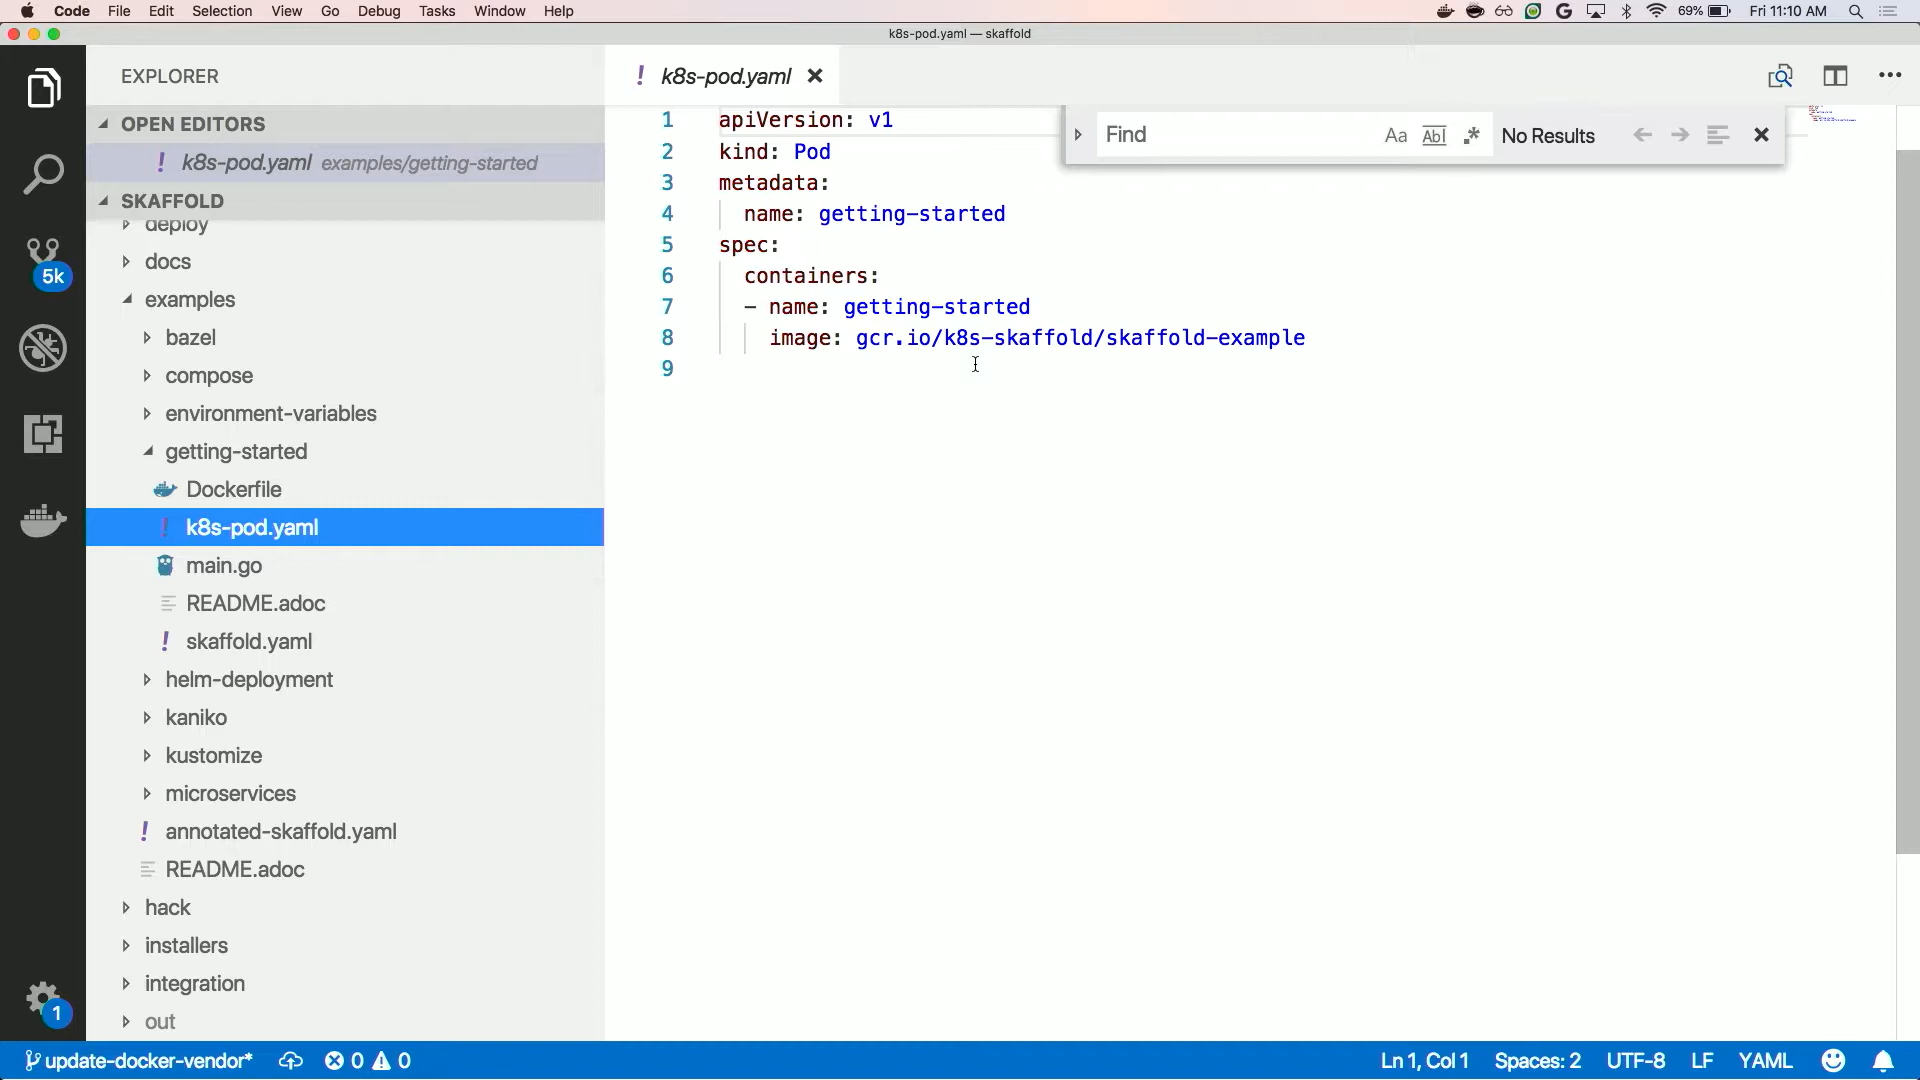 Code File Edit Selection View Go Debug Tasks Window Help 69% Fri 11:10 AM
k8s-pod.yaml — skaffold
EXPLORER
OPEN EDITORS
k8s-pod.yaml examples/getting-started
SKAFFOLD
deploy
docs
examples
bazel
compose
environment-variables
getting-started
Dockerfile
k8s-pod.yaml
main.go
README.adoc
skaffold.yaml
helm-deployment
kaniko
kustomize
microservices
annotated-skaffold.yaml
README.adoc
hack
installers
integration
out
5k
1
k8s-pod.yaml
Find Aa Abl .* No Results
1 apiVersion: v1
2 kind: Pod
3 metadata:
4 name: getting-started
5 spec:
6 containers:
7 - name: getting-started
8 image: gcr.io/k8s-skaffold/skaffold-example
9
update-docker-vendor* 0 0 Ln 1, Col 1 Spaces: 2 UTF-8 LF YAML